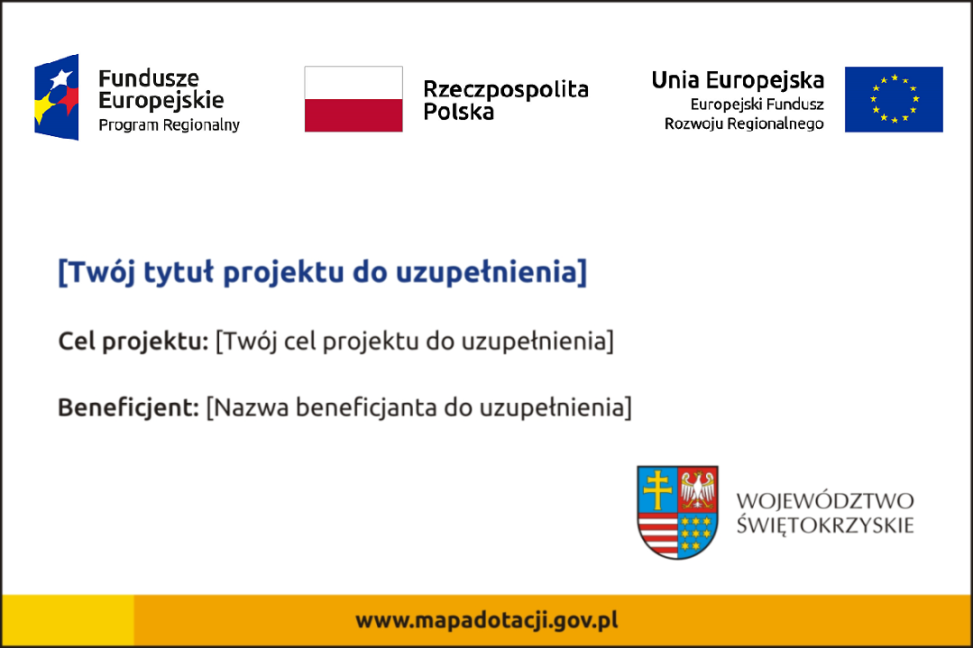 Fundusze
Europejskie
Program Regionalny
Rzeczpospolita
Polska
Unia Europejska
Europejski Fundusz
Rozwoju Regionalnego
[Twój tytuł projektu do uzupełnienia]
Cel projektu: [Twój cel projektu do uzupełnienia]
Beneficjent: [Nazwa beneficjanta do uzupełnienia]
WOJEWÓDZTWO
ŚWIĘTOKRZYSKIE
www.mapadotacji.gov.pl